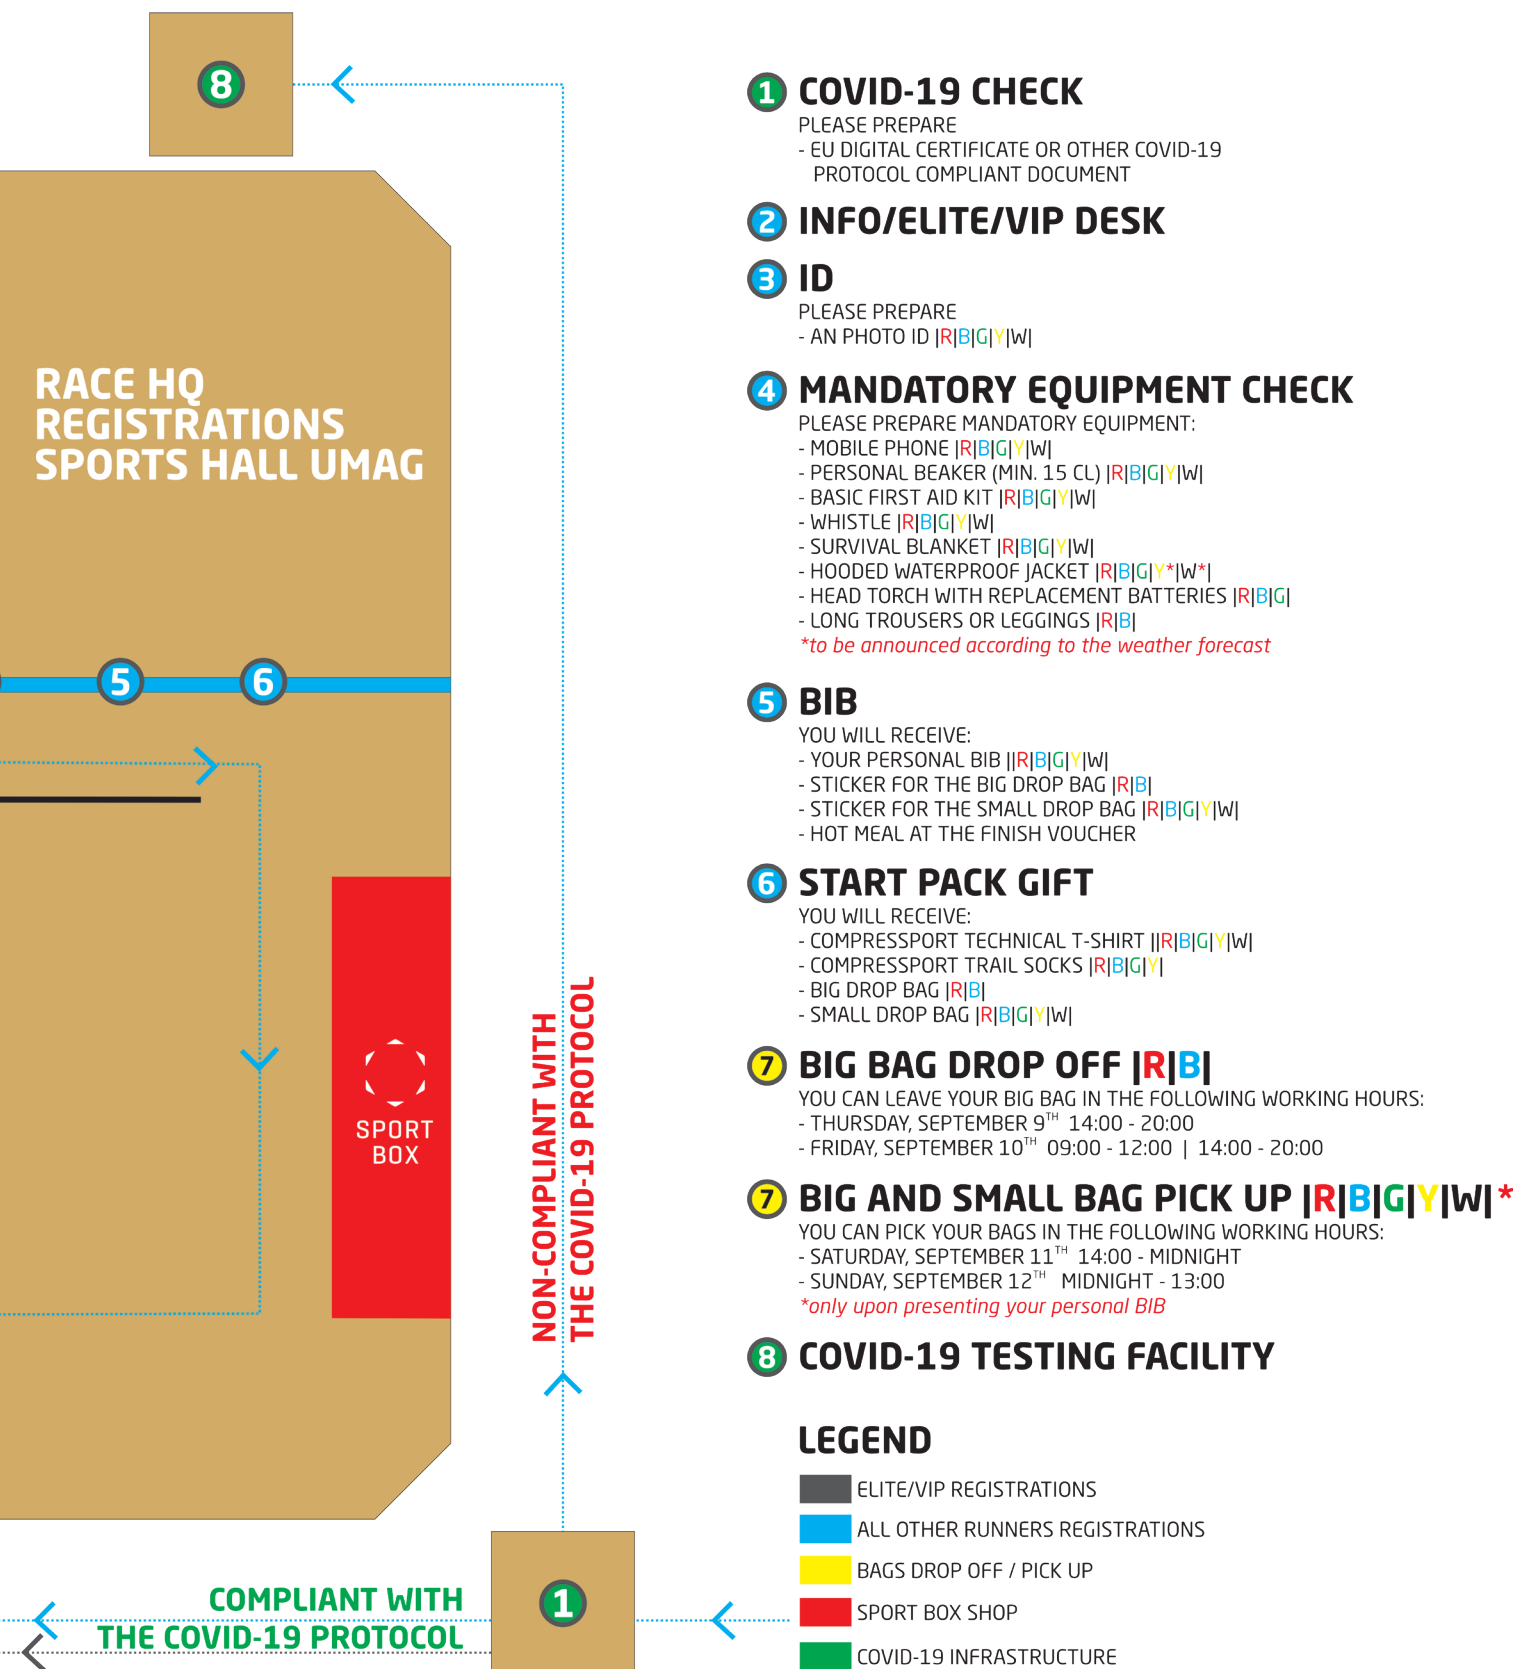 8
RACE HQ
REGISTRATIONS
SPORTS HALL UMAG
5
6
SPORT
BOX
NON-COMPLIANT WITH
THE COVID-19 PROTOCOL
COMPLIANT WITH
THE COVID-19 PROTOCOL
1
1 COVID-19 CHECK
PLEASE PREPARE
- EU DIGITAL CERTIFICATE OR OTHER COVID-19
PROTOCOL COMPLIANT DOCUMENT
2 INFO/ELITE/VIP DESK
3 ID
PLEASE PREPARE
- AN PHOTO ID |R|B|G|Y|W|
4 MANDATORY EQUIPMENT CHECK
PLEASE PREPARE MANDATORY EQUIPMENT:
- MOBILE PHONE |R|B|G|Y|W|
- PERSONAL BEAKER (MIN. 15 CL) |R|B|G|Y|W|
- BASIC FIRST AID KIT |R|B|G|Y|W|
- WHISTLE |R|B|G|Y|W|
- SURVIVAL BLANKET |R|B|G|Y|W|
- HOODED WATERPROOF JACKET |R|B|G|Y*|W*|
- HEAD TORCH WITH REPLACEMENT BATTERIES |R|B|G|
- LONG TROUSERS OR LEGGINGS |R|B|
*to be announced according to the weather forecast
5 BIB
YOU WILL RECEIVE:
- YOUR PERSONAL BIB ||R|B|G|Y|W|
- STICKER FOR THE BIG DROP BAG |R|B|
- STICKER FOR THE SMALL DROP BAG |R|B|G|Y|W|
- HOT MEAL AT THE FINISH VOUCHER
6 START PACK GIFT
YOU WILL RECEIVE:
- COMPRESSPORT TECHNICAL T-SHIRT ||R|B|G|Y|W|
- COMPRESSPORT TRAIL SOCKS |R|B|G|Y|
- BIG DROP BAG |R|B|
- SMALL DROP BAG |R|B|G|Y|W|
7 BIG BAG DROP OFF |R|B|
YOU CAN LEAVE YOUR BIG BAG IN THE FOLLOWING WORKING HOURS:
- THURSDAY, SEPTEMBER 9TH 14:00 - 20:00
- FRIDAY, SEPTEMBER 10TH 09:00 - 12:00 | 14:00 - 20:00
7 BIG AND SMALL BAG PICK UP |R|B|G|Y|W|*
YOU CAN PICK YOUR BAGS IN THE FOLLOWING WORKING HOURS:
- SATURDAY, SEPTEMBER 11TH 14:00 - MIDNIGHT
- SUNDAY, SEPTEMBER 12TH MIDNIGHT - 13:00
*only upon presenting your personal BIB
8 COVID-19 TESTING FACILITY
LEGEND
ELITE/VIP REGISTRATIONS
ALL OTHER RUNNERS REGISTRATIONS
BAGS DROP OFF / PICK UP
SPORT BOX SHOP
COVID-19 INFRASTRUCTURE